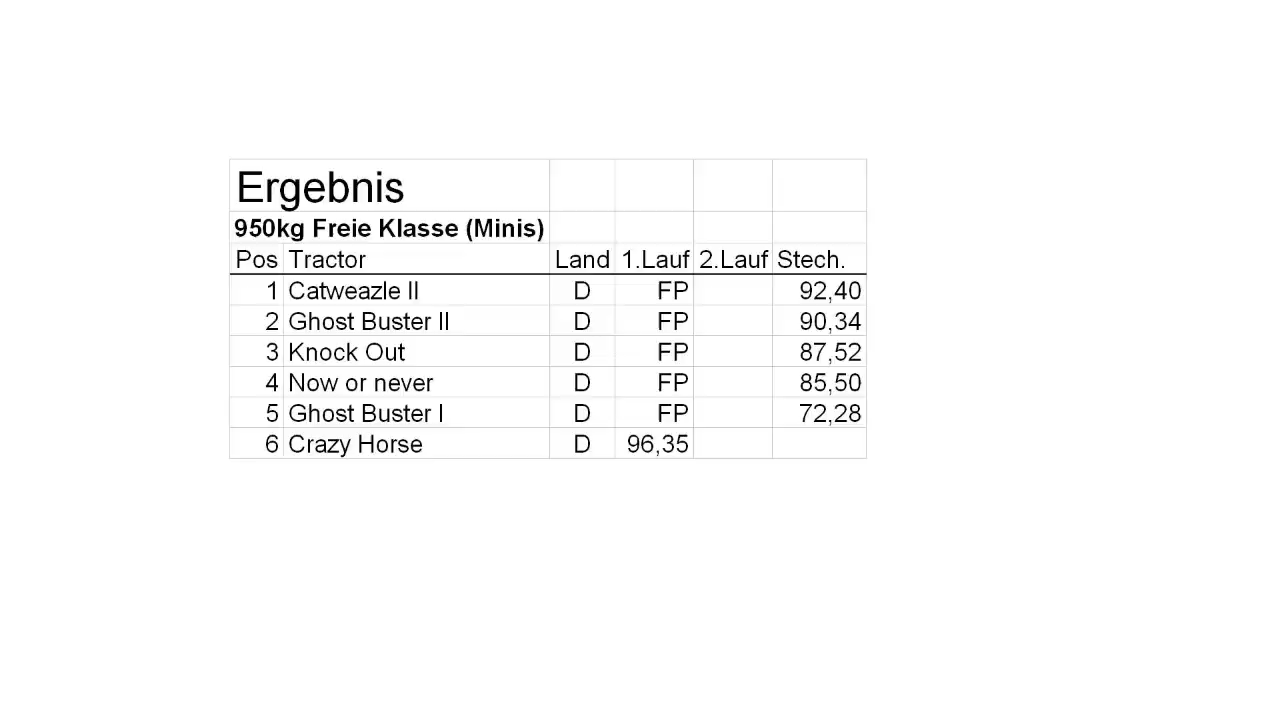 Ergebnis
950kg Freie Klasse (Minis)
Pos Tractor Land 1.Lauf 2.Lauf Stech.
1 Catweazle II D FP 92,40
2 Ghost Buster II D FP 90,34
3 Knock Out D FP 87,52
4 Now or never D FP 85,50
5 Ghost Buster I D FP 72,28
6 Crazy Horse D 96,35